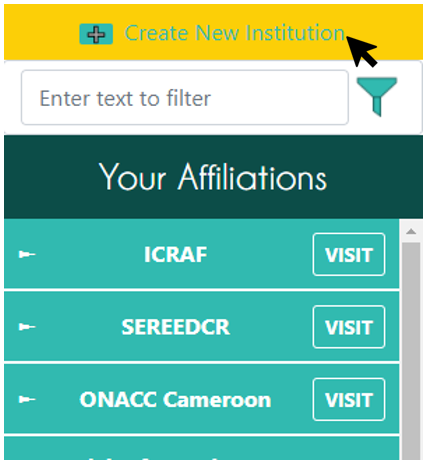 Create New Institution
Enter text to filter
Your Affiliations
ICRAF VISIT
SEREEDCR VISIT
ONACC Cameroon VISIT